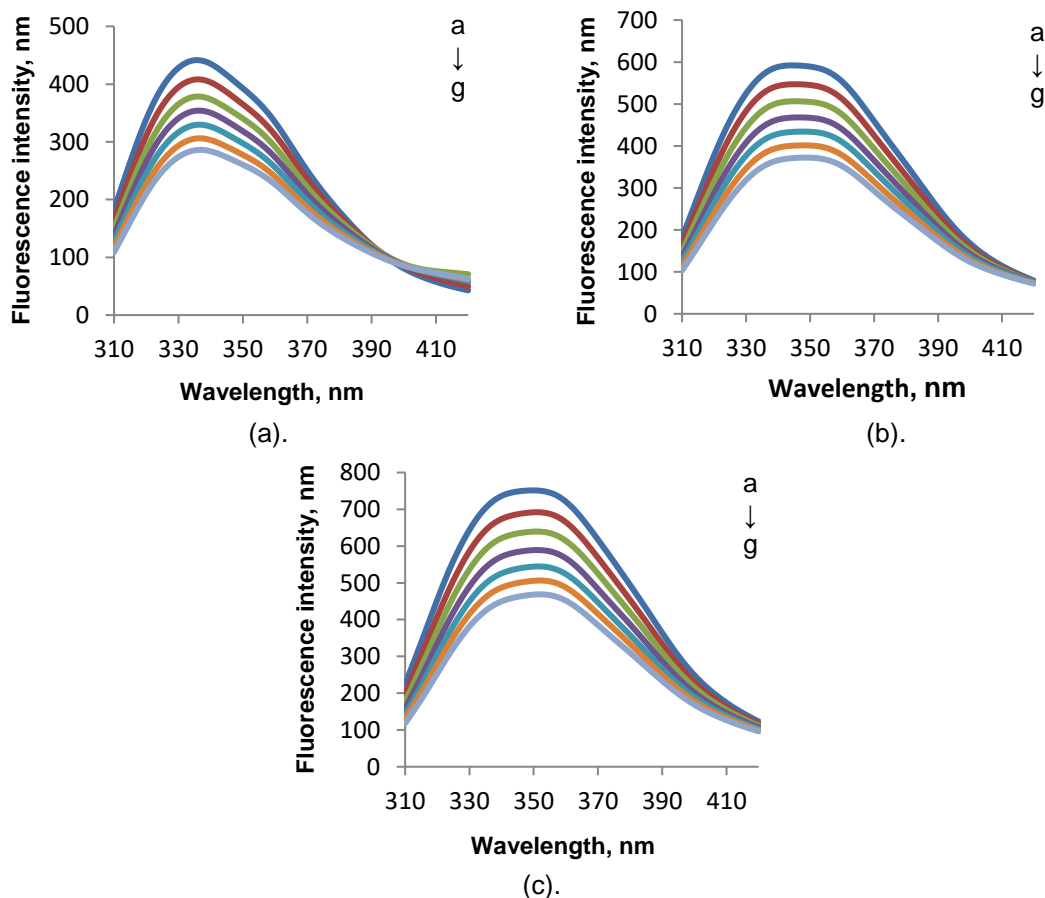 Fluorescence intensity, nm
500
400
300
200
100
0
310 330 350 370 390 410
Wavelength, nm
a
↓
g
(a).
Fluorescence intensity, nm
700
600
500
400
300
200
100
0
310 330 350 370 390 410
Wavelength, nm
a
↓
g
(b).
Fluorescence intensity, nm
800
700
600
500
400
300
200
100
0
310 330 350 370 390 410
Wavelength, nm
a
↓
g
(c).